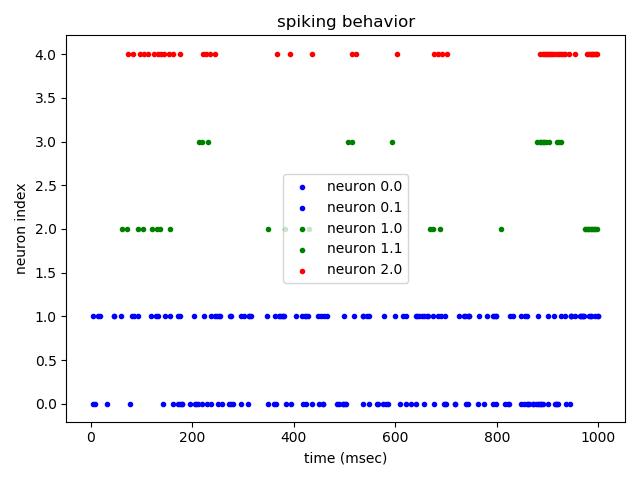 spiking behavior
neuron index
4.0
3.5
3.0
2.5
2.0
1.5
1.0
0.5
0.0
neuron 0.0
neuron 0.1
neuron 1.0
neuron 1.1
neuron 2.0
0 200 400 600 800 1000
time (msec)